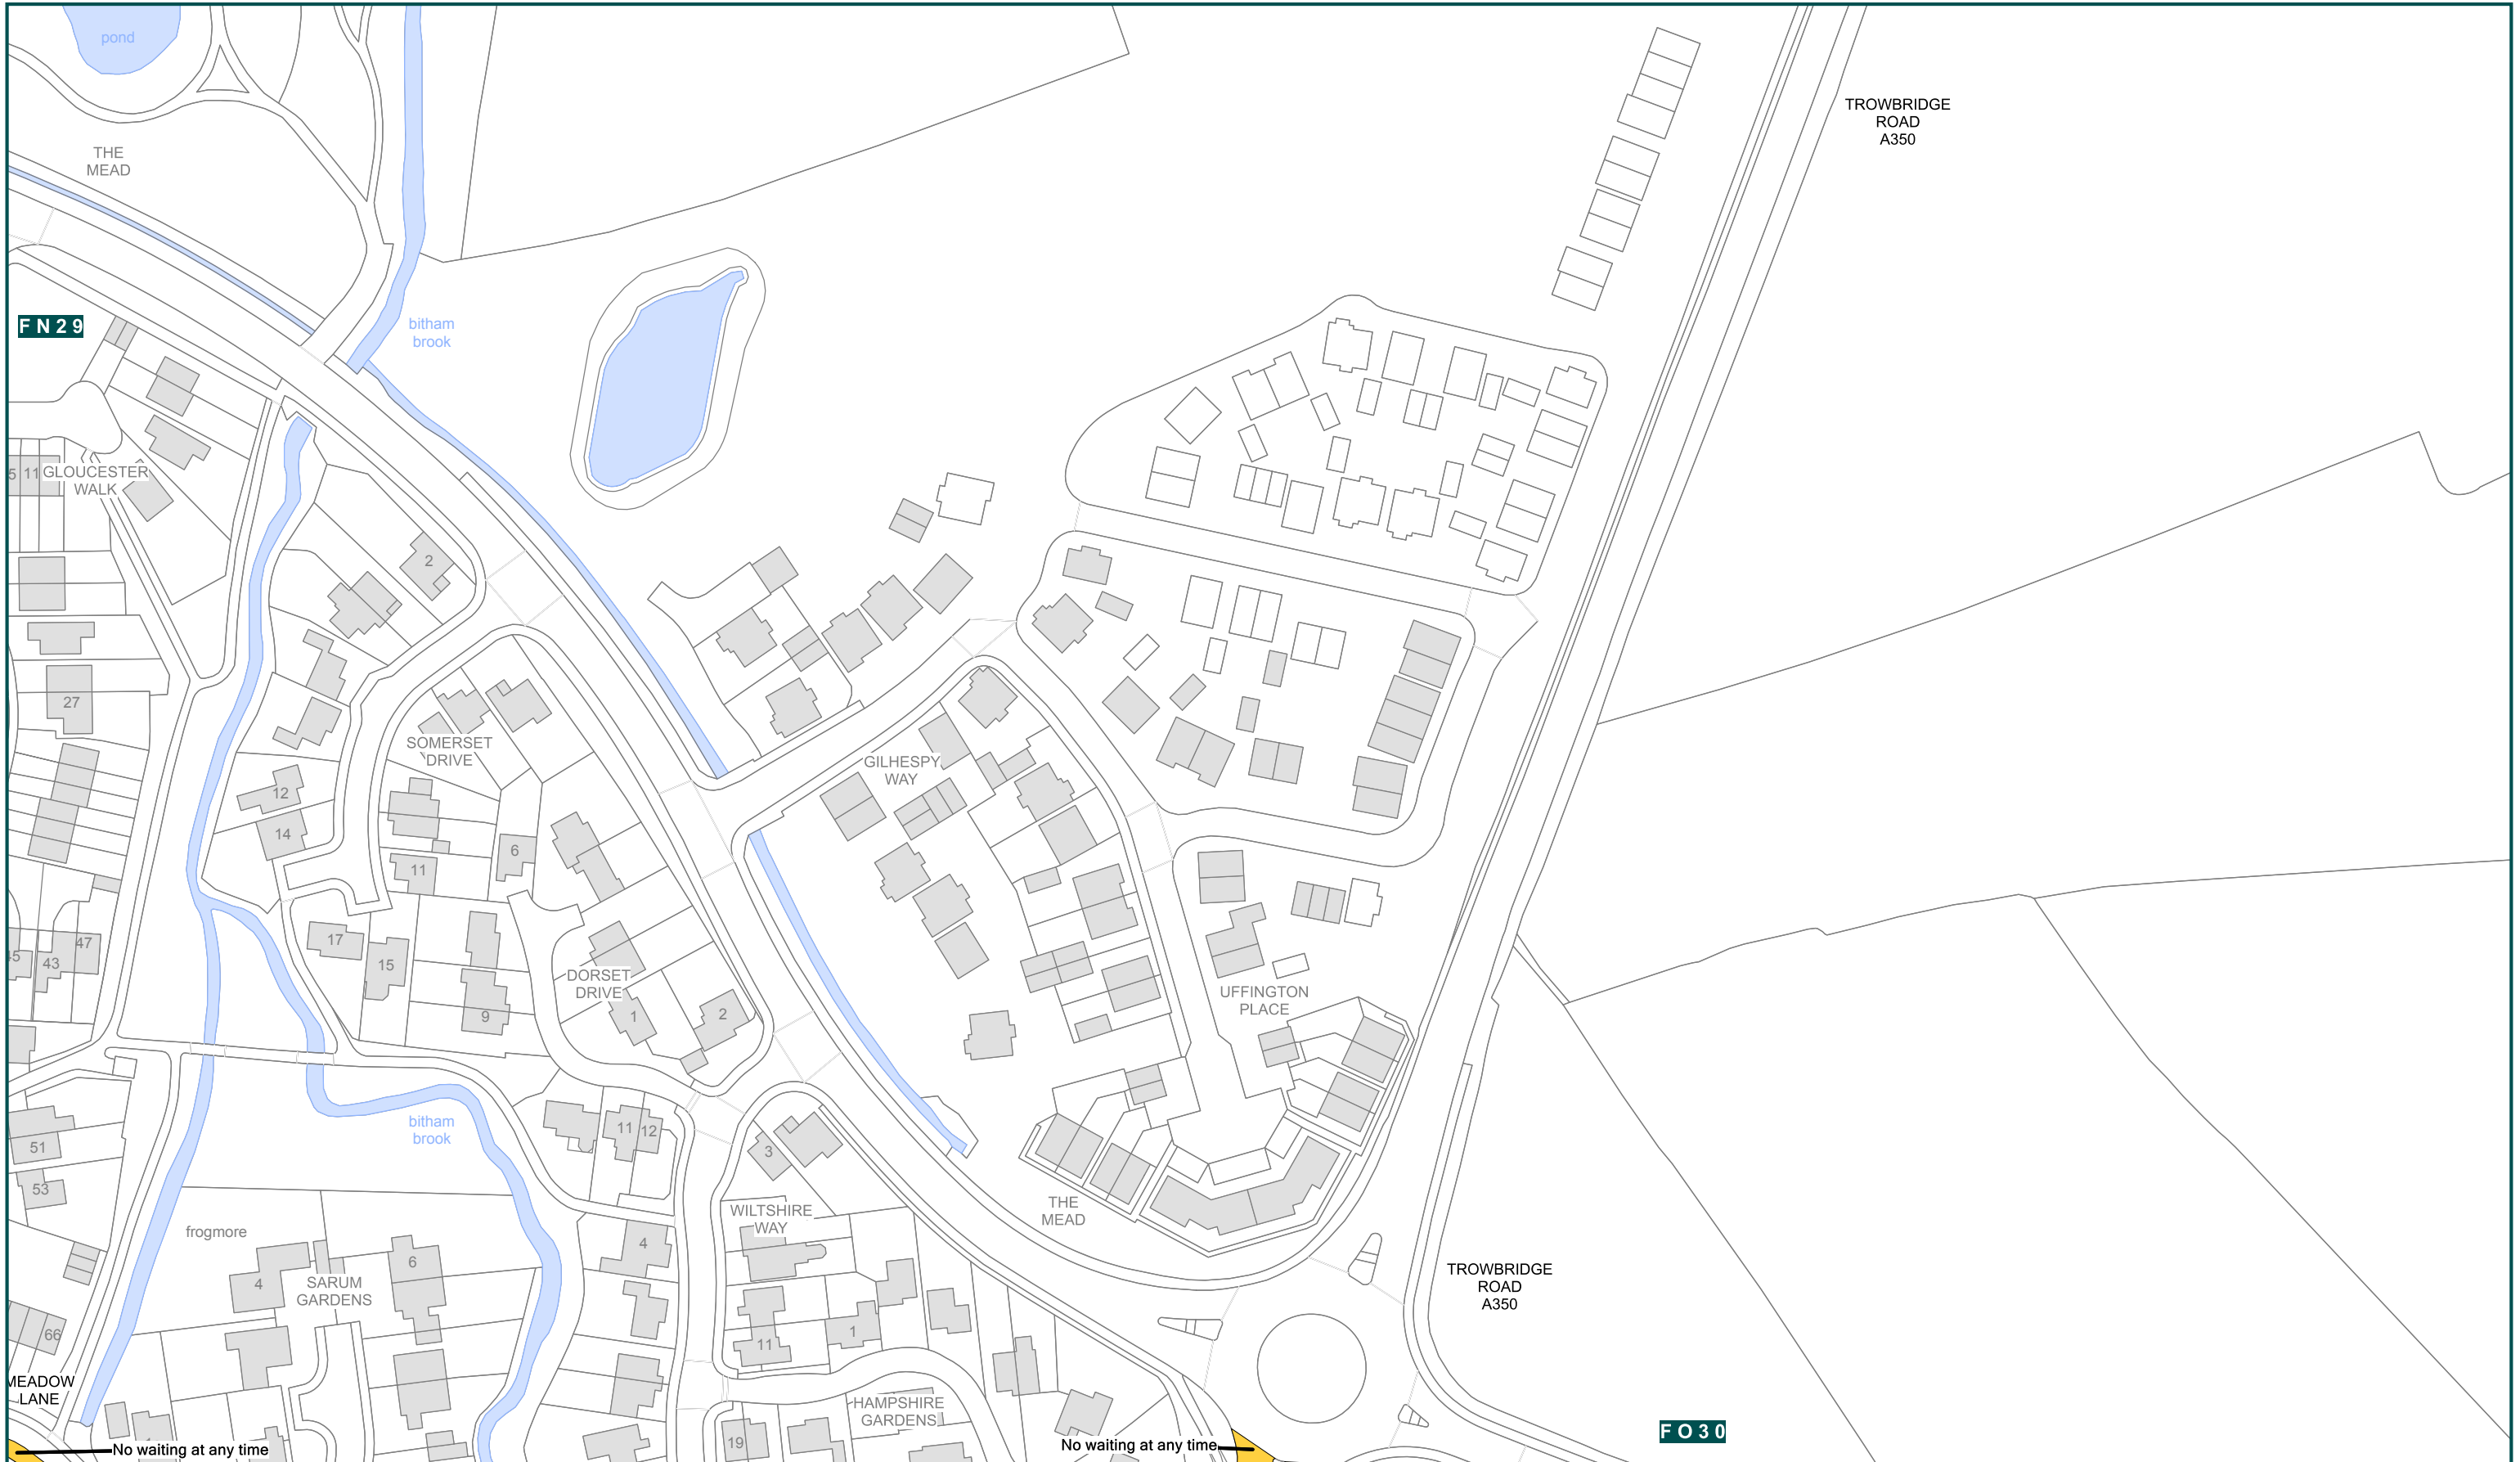 pond
THE
MEAD
TROWBRIDGE
ROAD
A350
F N 2 9
bitham
brook
5
11
GLOUCESTER
WALK
2
27
SOMERSET
DRIVE
GILHESPY
WAY
12
14
6
11
17
15
47
43
45
9
DORSET
DRIVE
1
2
UFFINGTON
PLACE
bitham
brook
51
53
11
12
3
THE
MEAD
WILTSHIRE
WAY
frogmore
4
6
4
SARUM
GARDENS
TROWBRIDGE
ROAD
A350
66
11
1
MEADOW
LANE
HAMPSHIRE
GARDENS
19
No waiting at any time
No waiting at any time
F O 3 0